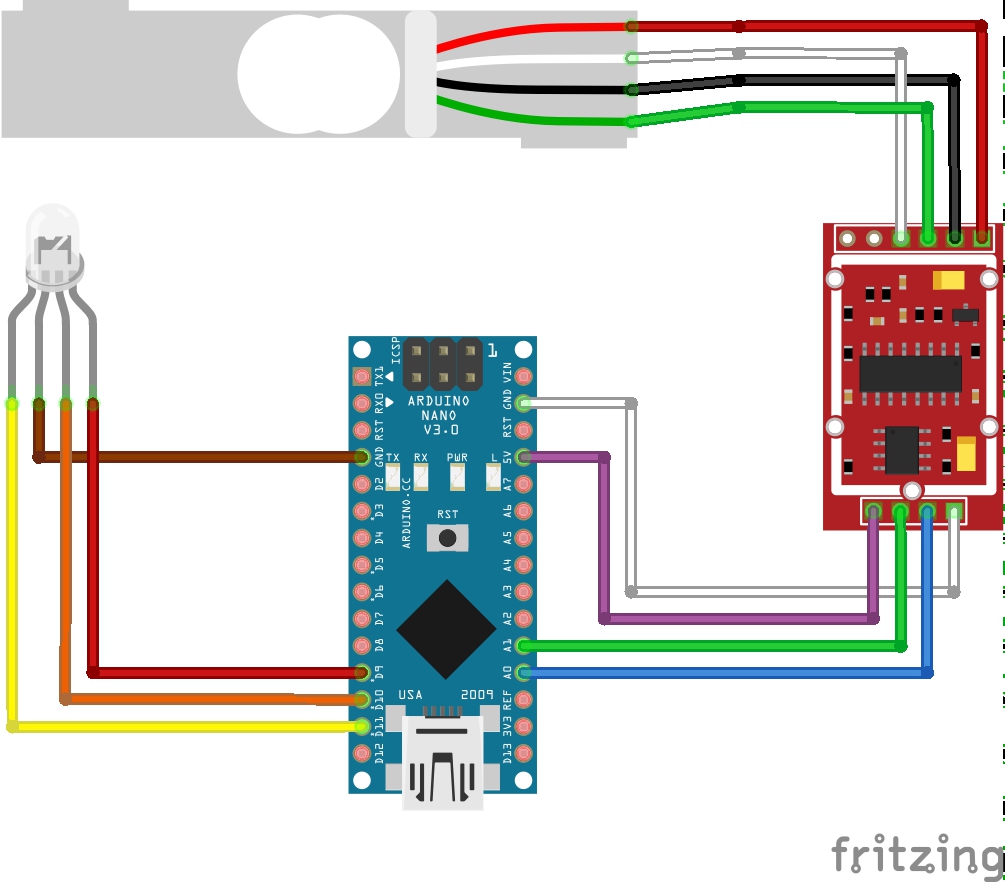 ICSP
1
TX1
RX0
RST
GND
D2
D3
D4
D5
D6
D7
D8
D9
D10
D11
D12
ARDUINO
NANO
V3.0
TX RX PWR L
ARDUINO.CC
RST
USA 2009
VIN
GND
RST
5V
A7
A6
A5
A4
A3
A2
A1
A0
REF
3V3
D13
fritzing